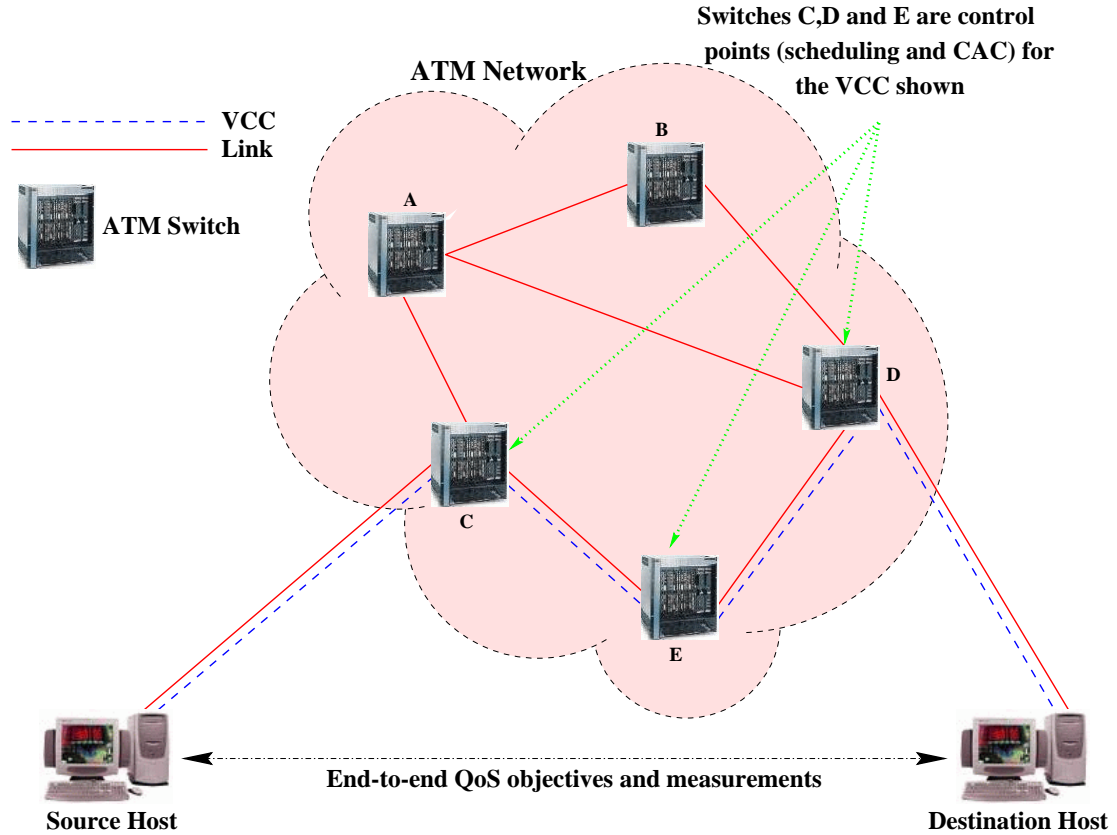 Switches C,D and E are control
points (scheduling and CAC) for
the VCC shown
ATM Network
VCC
Link
ATM Switch
B
A
D
C
E
End-to-end QoS objectives and measurements
Source Host
Destination Host